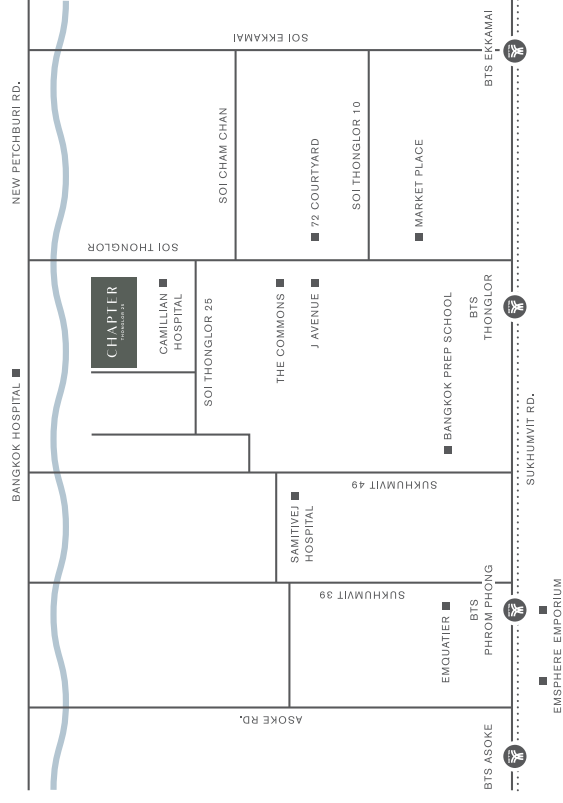 NEW PETCHBURI RD.
BANGKOK HOSPITAL
SOI EKKAMAI
SOI THONGLOR
CHAPTER
THONGLOR 25
CAMILLIAN
HOSPITAL
SOI THONGLOR 25
SOI CHAM CHAN
72 COURTYARD
SOI THONGLOR 10
MARKET PLACE
THE COMMONS
J AVENUE
BANGKOK PREP SCHOOL
SUKHUMVIT 49
SAMITIVEJ
HOSPITAL
SUKHUMVIT 39
EMQUATIER
ASOKE RD.
BTS EKKAMAI
BTS
THONGLOR
BTS
PHROM PHONG
BTS ASOKE
SUKHUMVIT RD.
EMSPHERE
EMPORIUM